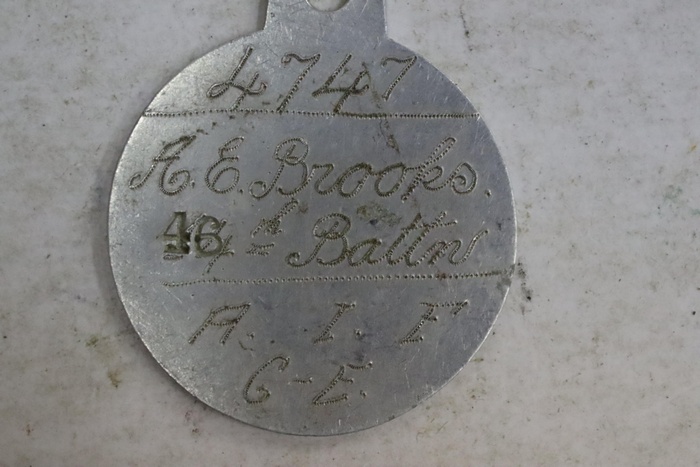 4747
A. E. Brooks.
46th Battn
A. I. F
C-E.